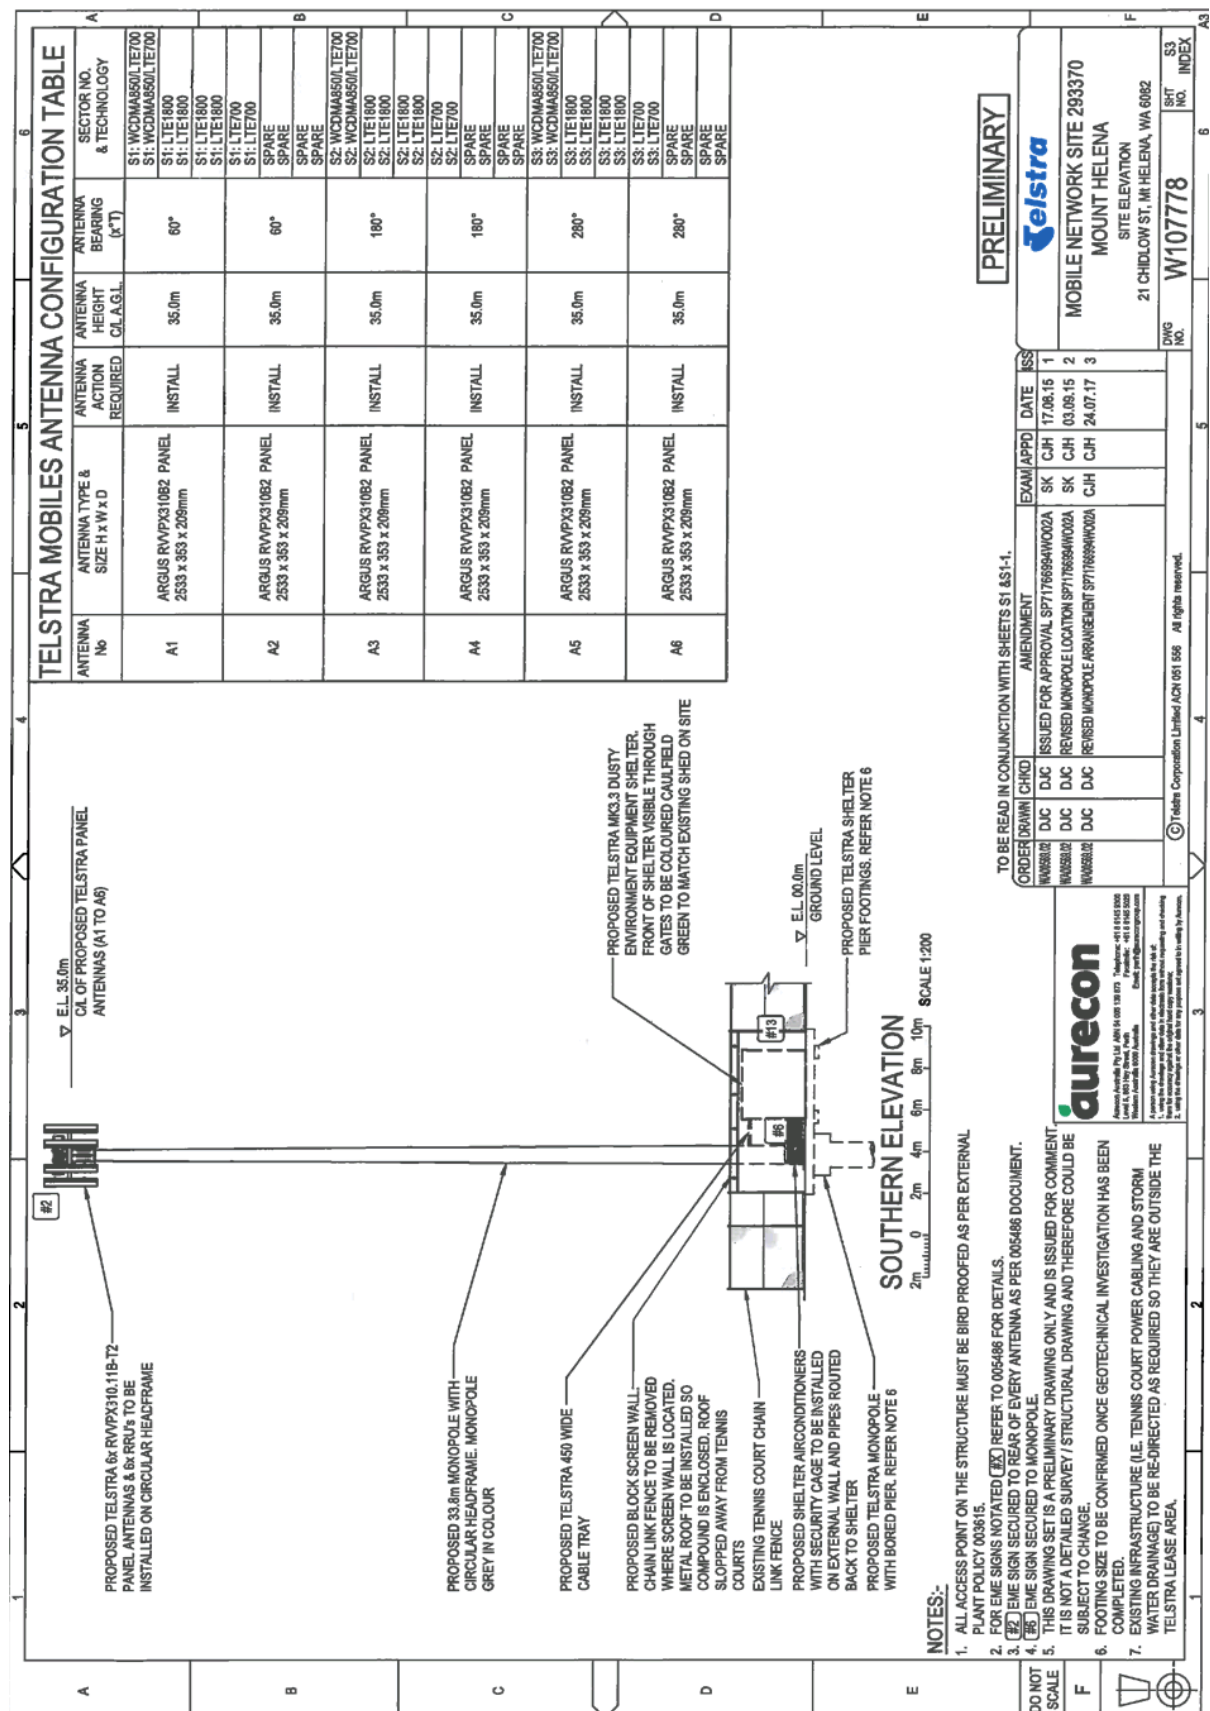 TELSTRA MOBILES ANTENNA CONFIGURATION TABLE
ANTENNA No
ANTENNA TYPE & SIZE H x W x D
ANTENNA ACTION REQUIRED
ANTENNA HEIGHT C/L A.G.L.
ANTENNA BEARING (x°T)
SECTOR NO. & TECHNOLOGY
A1
ARGUS RVVPX310B2 PANEL
2533 x 353 x 209mm
INSTALL
35.0m
60°
S1: WCDMA850/LTE700
S1: WCDMA850/LTE700
S1: LTE1800
S1: LTE1800
S1: LTE1800
S1: LTE1800
A2
ARGUS RVVPX310B2 PANEL
2533 x 353 x 209mm
INSTALL
35.0m
60°
S1: LTE700
S1: LTE700
SPARE
SPARE
SPARE
SPARE
A3
ARGUS RVVPX310B2 PANEL
2533 x 353 x 209mm
INSTALL
35.0m
180°
S2: WCDMA850/LTE700
S2: WCDMA850/LTE700
S2: LTE1800
S2: LTE1800
S2: LTE1800
S2: LTE1800
A4
ARGUS RVVPX310B2 PANEL
2533 x 353 x 209mm
INSTALL
35.0m
180°
S2: LTE700
S2: LTE700
SPARE
SPARE
SPARE
SPARE
A5
ARGUS RVVPX310B2 PANEL
2533 x 353 x 209mm
INSTALL
35.0m
280°
S3: WCDMA850/LTE700
S3: WCDMA850/LTE700
S3: LTE1800
S3: LTE1800
S3: LTE1800
S3: LTE1800
A6
ARGUS RVVPX310B2 PANEL
2533 x 353 x 209mm
INSTALL
35.0m
280°
S3: LTE700
S3: LTE700
SPARE
SPARE
SPARE
SPARE
#2
E.L. 35.0m
C/L OF PROPOSED TELSTRA PANEL
ANTENNAS (A1 TO A6)
PROPOSED TELSTRA 6x RVVPX310.11B-T2
PANEL ANTENNAS & 6x RRU's TO BE
INSTALLED ON CIRCULAR HEADFRAME
PROPOSED 33.8m MONOPOLE WITH
CIRCULAR HEADFRAME. MONOPOLE
GREY IN COLOUR
PROPOSED TELSTRA 450 WIDE
CABLE TRAY
PROPOSED BLOCK SCREEN WALL.
CHAIN LINK FENCE TO BE REMOVED
WHERE SCREEN WALL IS LOCATED.
METAL ROOF TO BE INSTALLED SO
COMPOUND IS ENCLOSED. ROOF
SLOPPED AWAY FROM TENNIS
COURTS
EXISTING TENNIS COURT CHAIN
LINK FENCE
PROPOSED SHELTER AIRCONDITIONERS
WITH SECURITY CAGE TO BE INSTALLED
ON EXTERNAL WALL AND PIPES ROUTED
BACK TO SHELTER
PROPOSED TELSTRA MONOPOLE
WITH BORED PIER. REFER NOTE 6
PROPOSED TELSTRA MK3.3 DUSTY
ENVIRONMENT EQUIPMENT SHELTER.
FRONT OF SHELTER VISIBLE THROUGH
GATES TO BE COLOURED CAULFIELD
GREEN TO MATCH EXISTING SHED ON SITE
#6
#13
E.L. 00.0m
GROUND LEVEL
PROPOSED TELSTRA SHELTER
PIER FOOTINGS. REFER NOTE 6
SOUTHERN ELEVATION
2m 0 2m 4m 6m 8m 10m
SCALE 1:200
NOTES:-
1. ALL ACCESS POINT ON THE STRUCTURE MUST BE BIRD PROOFED AS PER EXTERNAL
PLANT POLICY 003615.
2. FOR EME SIGNS NOTATED #X REFER TO 005486 FOR DETAILS.
3. #2 EME SIGN SECURED TO REAR OF EVERY ANTENNA AS PER 005486 DOCUMENT.
4. #6 EME SIGN SECURED TO MONOPOLE.
5. THIS DRAWING SET IS A PRELIMINARY DRAWING ONLY AND IS ISSUED FOR COMMENT.
IT IS NOT A DETAILED SURVEY / STRUCTURAL DRAWING AND THEREFORE COULD BE
SUBJECT TO CHANGE.
6. FOOTING SIZE TO BE CONFIRMED ONCE GEOTECHNICAL INVESTIGATION HAS BEEN
COMPLETED.
7. EXISTING INFRASTRUCTURE (I.E. TENNIS COURT POWER CABLING AND STORM
WATER DRAINAGE) TO BE RE-DIRECTED AS REQUIRED SO THEY ARE OUTSIDE THE
TELSTRA LEASE AREA.
PRELIMINARY
TO BE READ IN CONJUNCTION WITH SHEETS S1 &S1-1.
ORDER DRAWN CHKD AMENDMENT EXAM APPD DATE ISS
WA00598.02 DJC DJC ISSUED FOR APPROVAL SP71766994WO02A SK CJH 17.08.15 1
WA00598.02 DJC DJC REVISED MONOPOLE LOCATION SP71766994WO02A SK CJH 03.09.15 2
WA00598.02 DJC DJC REVISED MONOPOLE ARRANGEMENT SP71766994WO02A CJH CJH 24.07.17 3
© Telstra Corporation Limited ACN 051 556 All rights reserved.
aurecon
Telstra
MOBILE NETWORK SITE 293370
MOUNT HELENA
SITE ELEVATION
21 CHIDLOW ST, Mt HELENA, WA 6082
DWG NO.
W107778
SHT NO.
S3
INDEX
DO NOT
SCALE
F
1 2 3 4 5 6
1 2 3 4 5 6
A B C D E
A B C D E F
A3